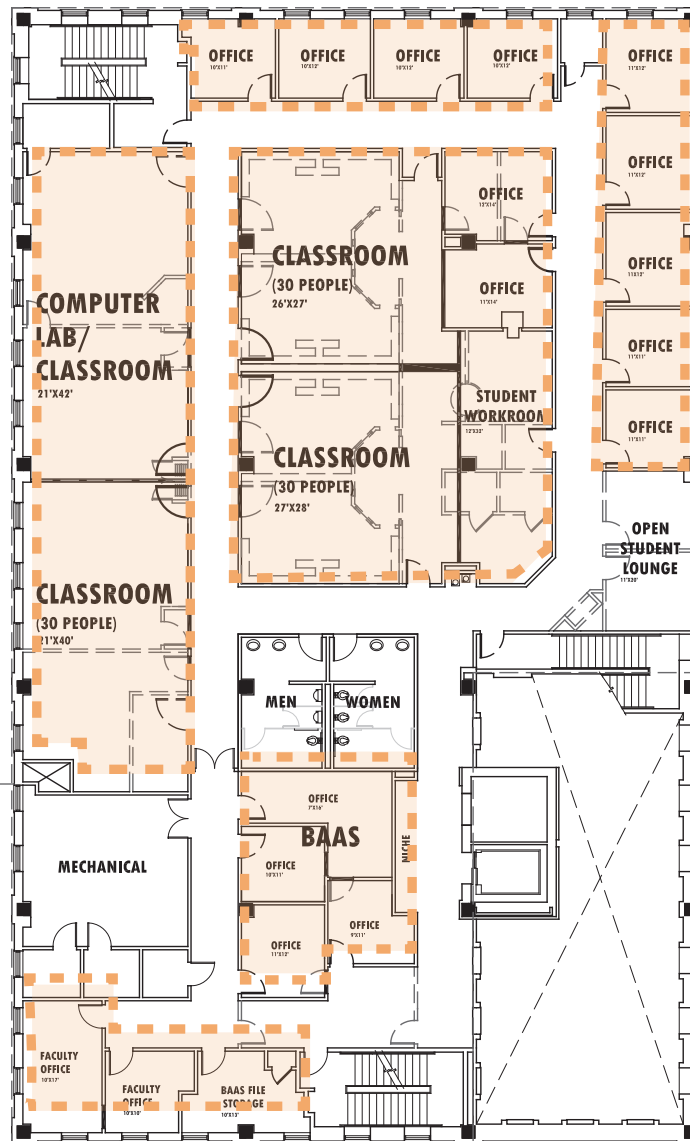 OFFICE
10'X11'
OFFICE
10'X12'
OFFICE
10'X12'
OFFICE
10'X12'
OFFICE
11'X12'
OFFICE
11'X12'
OFFICE
11'X12'
OFFICE
11'X11'
OFFICE
11'X11'
OFFICE
12'X14'
OFFICE
11'X14'
CLASSROOM
(30 PEOPLE)
26'X27'
COMPUTER
LAB/
CLASSROOM
21'X42'
STUDENT
WORKROOM
12'X33'
CLASSROOM
(30 PEOPLE)
27'X28'
OPEN
STUDENT
LOUNGE
11'X20'
CLASSROOM
(30 PEOPLE)
21'X40'
MEN
WOMEN
OFFICE
7'X16'
BAAS
NICHE
OFFICE
10'X11'
MECHANICAL
OFFICE
9'X11'
OFFICE
11'X12'
FACULTY
OFFICE
10'X17'
FACULTY
OFFICE
10'X10'
BAAS FILE
STORAGE
10'X13'